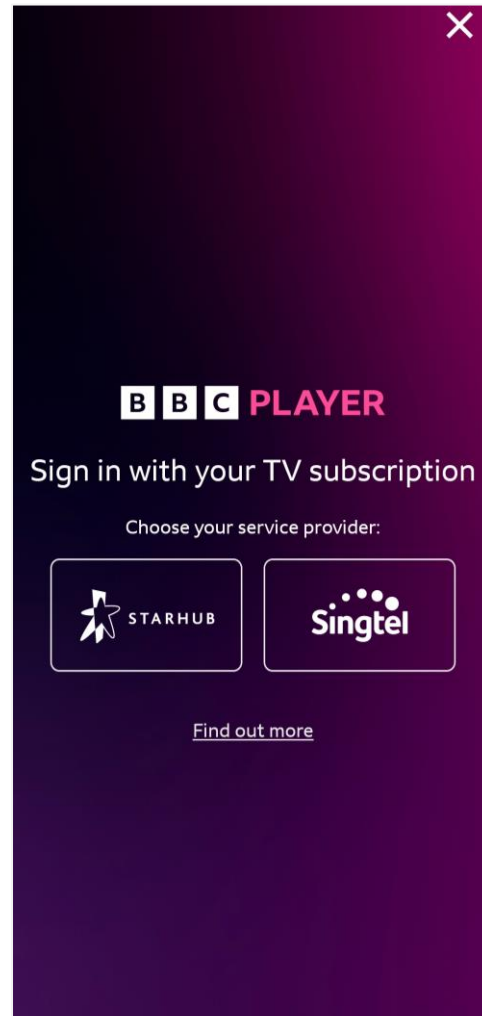 BBC PLAYER
Sign in with your TV subscription
Choose your service provider:
STARHUB
Singtel
Find out more